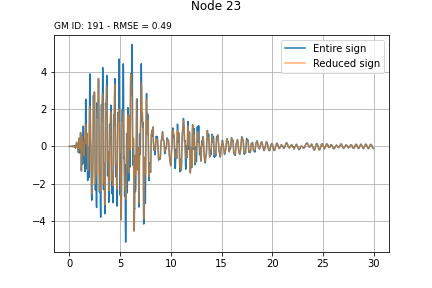 Node 23
GM ID: 191 - RMSE = 0.49
Entire sign
Reduced sign
4
2
0
−2
−4
0 5 10 15 20 25 30